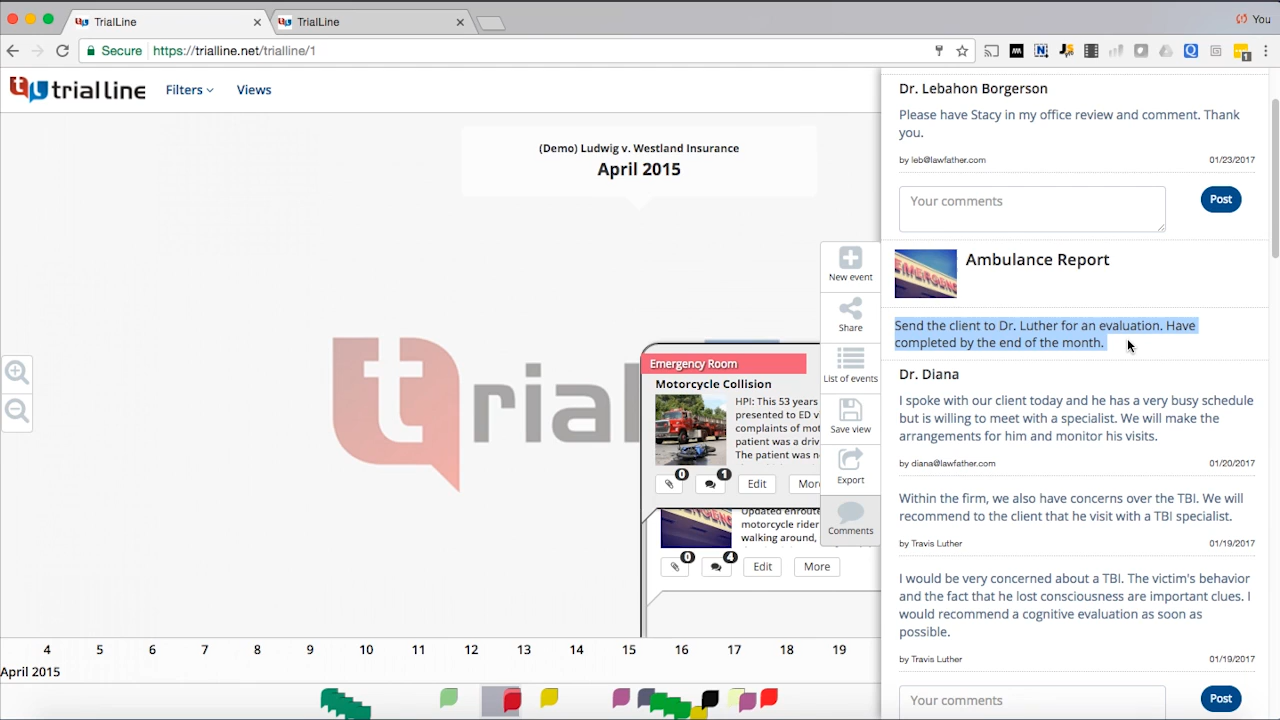 TrialLine
TrialLine
You
Secure https://trialline.net/trialline/1
1
trialline
Filters
Views
(Demo) Ludwig v. Westland Insurance
April 2015
trial
Emergency Room
Motorcycle Collision
HPI: This 53 years
presented to ED v
complaints of mot
patient was a driv
The patient was n
0
1
Edit
More
Updated enroute
motorcycle rider
walking around,
0
4
Edit
More
New event
Share
List of events
Save view
Export
Comments
Dr. Lebahon Borgerson
Please have Stacy in my office review and comment. Thank
you.
by leb@lawfather.com 01/23/2017
Your comments
Post
EMERGENC
Ambulance Report
Send the client to Dr. Luther for an evaluation. Have
completed by the end of the month.
Dr. Diana
I spoke with our client today and he has a very busy schedule
but is willing to meet with a specialist. We will make the
arrangements for him and monitor his visits.
by diana@lawfather.com 01/20/2017
Within the firm, we also have concerns over the TBI. We will
recommend to the client that he visit with a TBI specialist.
by Travis Luther 01/19/2017
I would be very concerned about a TBI. The victim's behavior
and the fact that he lost consciousness are important clues. I
would recommend a cognitive evaluation as soon as
possible.
by Travis Luther 01/19/2017
Your comments
Post
4 5 6 7 8 9 10 11 12 13 14 15 16 17 18 19
April 2015